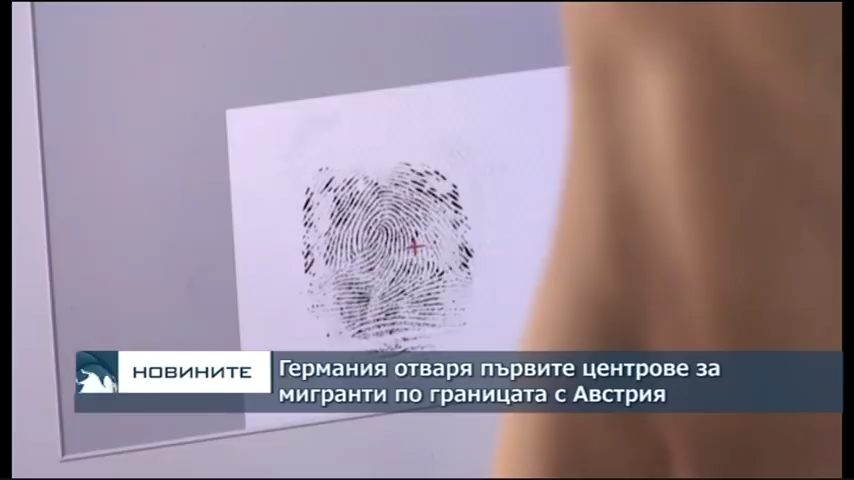 НОВИНИТЕ
Германия отваря първите центрове за
мигранти по границата с Австрия